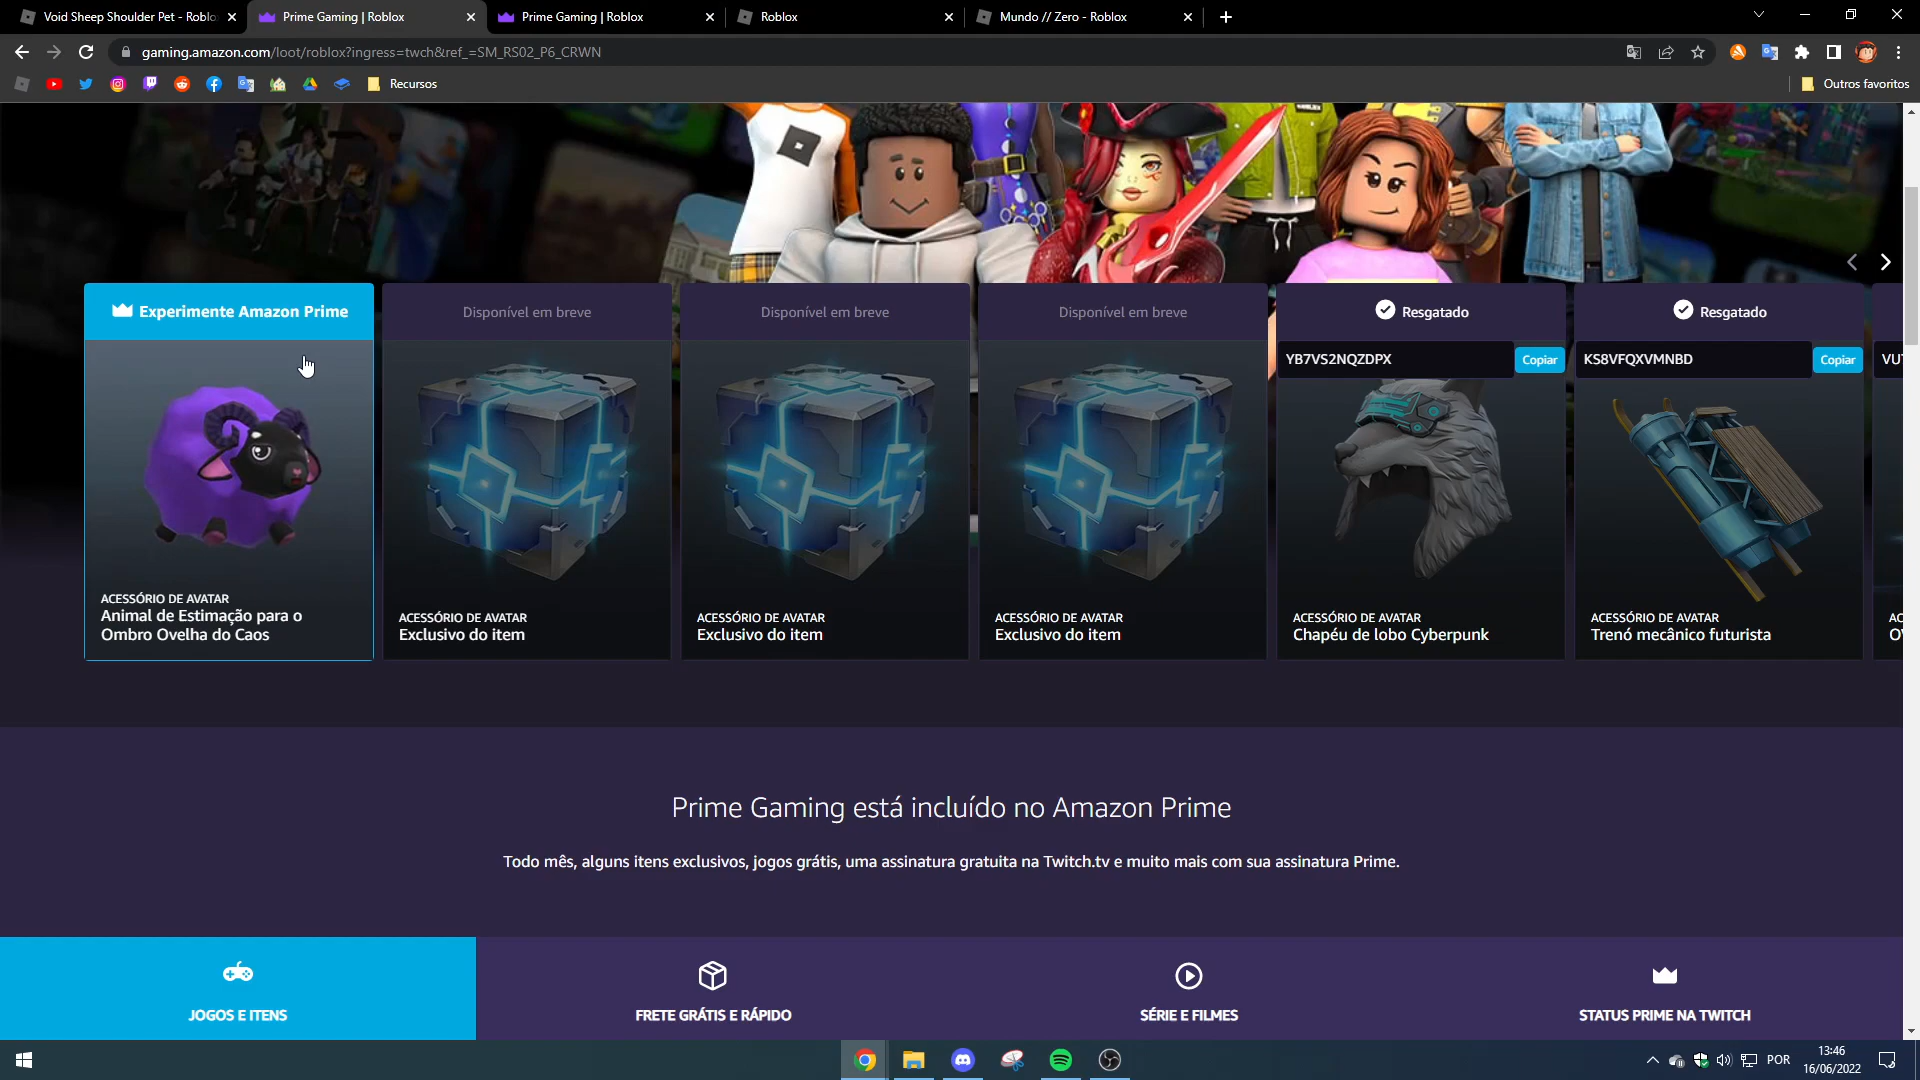 Void Sheep Shoulder Pet - Roblo
Prime Gaming | Roblox
Prime Gaming | Roblox
Roblox
Mundo // Zero - Roblox
gaming.amazon.com/loot/roblox?ingress=twch&ref_=SM_RS02_P6_CRWN
Recursos
Outros favoritos
Experimente Amazon Prime
Disponível em breve
Disponível em breve
Disponível em breve
Resgatado
Resgatado
YB7VS2NQZDPX
Copiar
KS8VFQXVMNBD
Copiar
ACESSÓRIO DE AVATAR
Animal de Estimação para o
Ombro Ovelha do Caos
ACESSÓRIO DE AVATAR
Exclusivo do item
ACESSÓRIO DE AVATAR
Exclusivo do item
ACESSÓRIO DE AVATAR
Exclusivo do item
ACESSÓRIO DE AVATAR
Chapéu de lobo Cyberpunk
ACESSÓRIO DE AVATAR
Trenó mecânico futurista
Prime Gaming está incluído no Amazon Prime
Todo mês, alguns itens exclusivos, jogos grátis, uma assinatura gratuita na Twitch.tv e muito mais com sua assinatura Prime.
JOGOS E ITENS
FRETE GRÁTIS E RÁPIDO
SÉRIE E FILMES
STATUS PRIME NA TWITCH
POR
13:46
16/06/2022